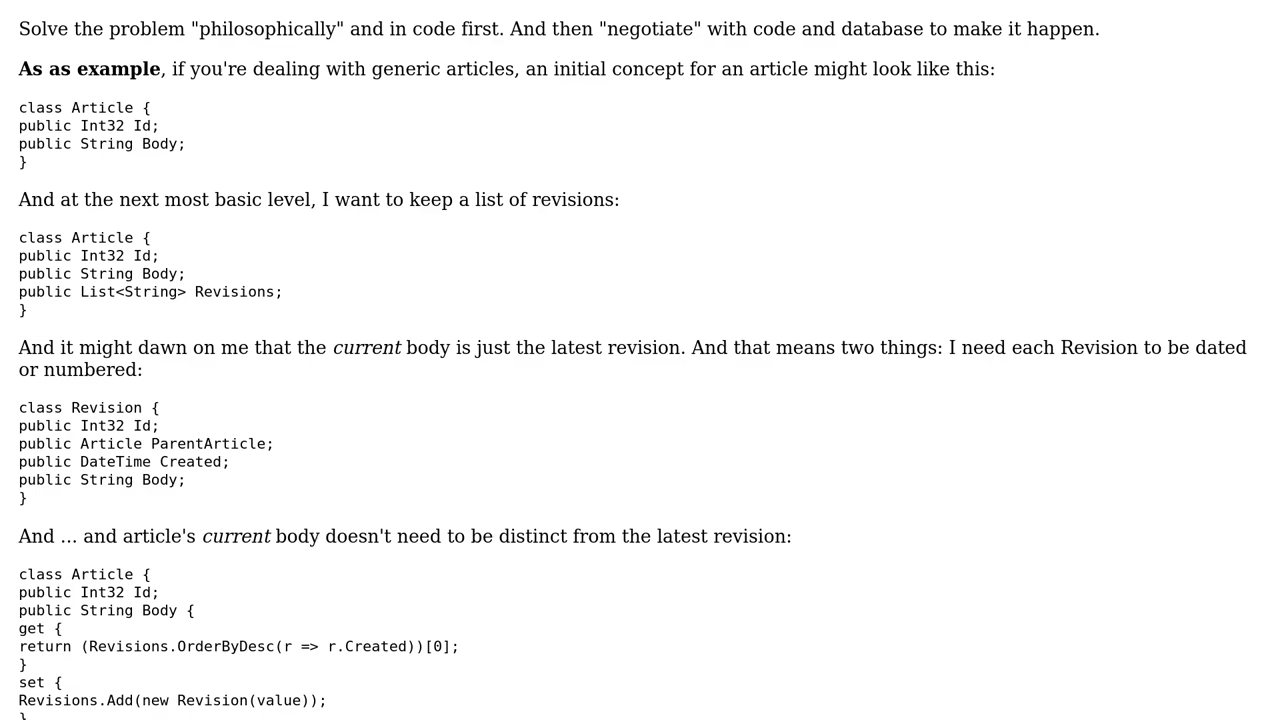 Solve the problem "philosophically" and in code first. And then "negotiate" with code and database to make it happen.
As as example, if you're dealing with generic articles, an initial concept for an article might look like this:
class Article {
public Int32 Id;
public String Body;
}
And at the next most basic level, I want to keep a list of revisions:
class Article {
public Int32 Id;
public String Body;
public List<String> Revisions;
}
And it might dawn on me that the current body is just the latest revision. And that means two things: I need each Revision to be dated
or numbered:
class Revision {
public Int32 Id;
public Article ParentArticle;
public DateTime Created;
public String Body;
}
And ... and article's current body doesn't need to be distinct from the latest revision:
class Article {
public Int32 Id;
public String Body {
get {
return (Revisions.OrderByDesc(r => r.Created))[0];
}
set {
Revisions.Add(new Revision(value));
}